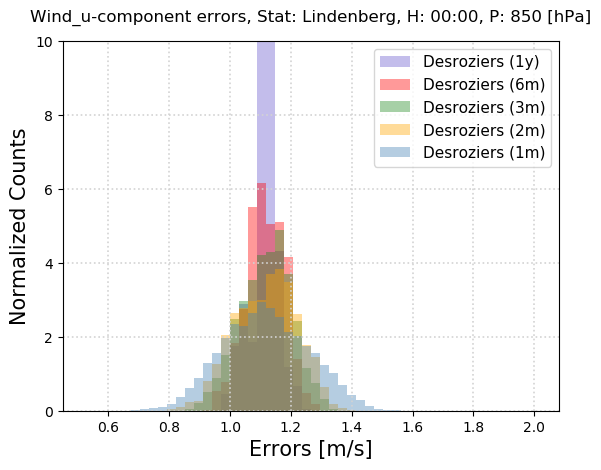 Wind_u-component errors, Stat: Lindenberg, H: 00:00, P: 850 [hPa]
10
8
6
4
2
0
Normalized Counts
Desroziers (1y)
Desroziers (6m)
Desroziers (3m)
Desroziers (2m)
Desroziers (1m)
0.6 0.8 1.0 1.2 1.4 1.6 1.8 2.0
Errors [m/s]